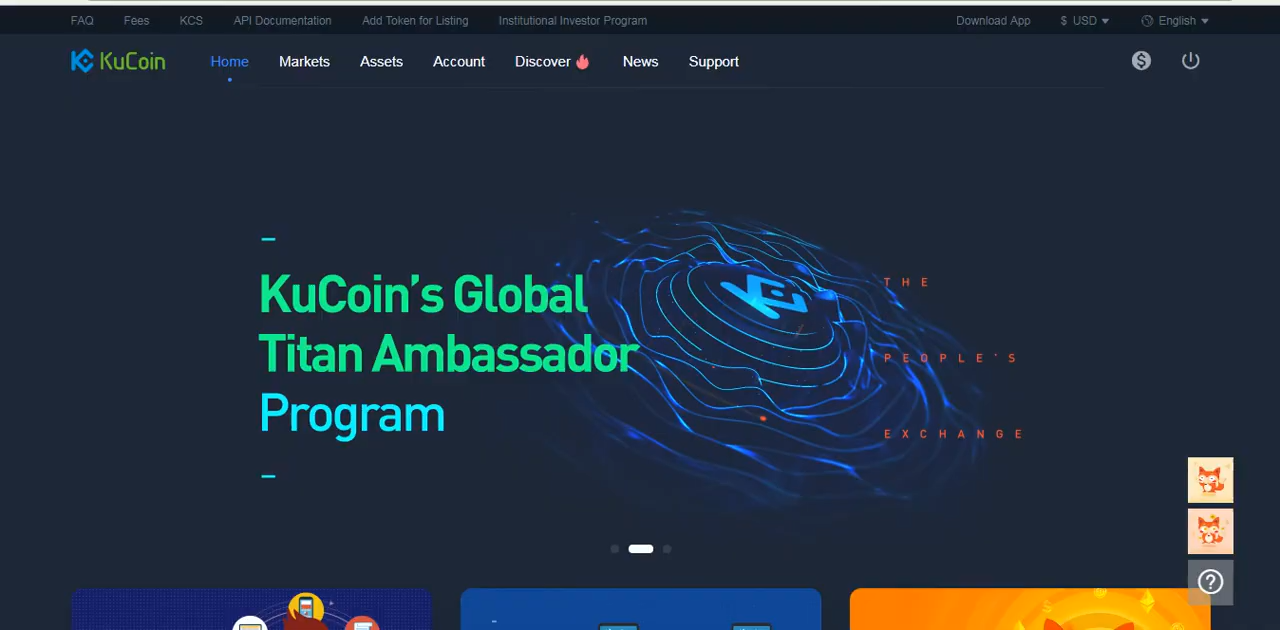 FAQ Fees KCS API Documentation Add Token for Listing Institutional Investor Program Download App $ USD English
KuCoin Home Markets Assets Account Discover News Support
KuCoin's Global
Titan Ambassador
Program
THE
PEOPLE'S
EXCHANGE